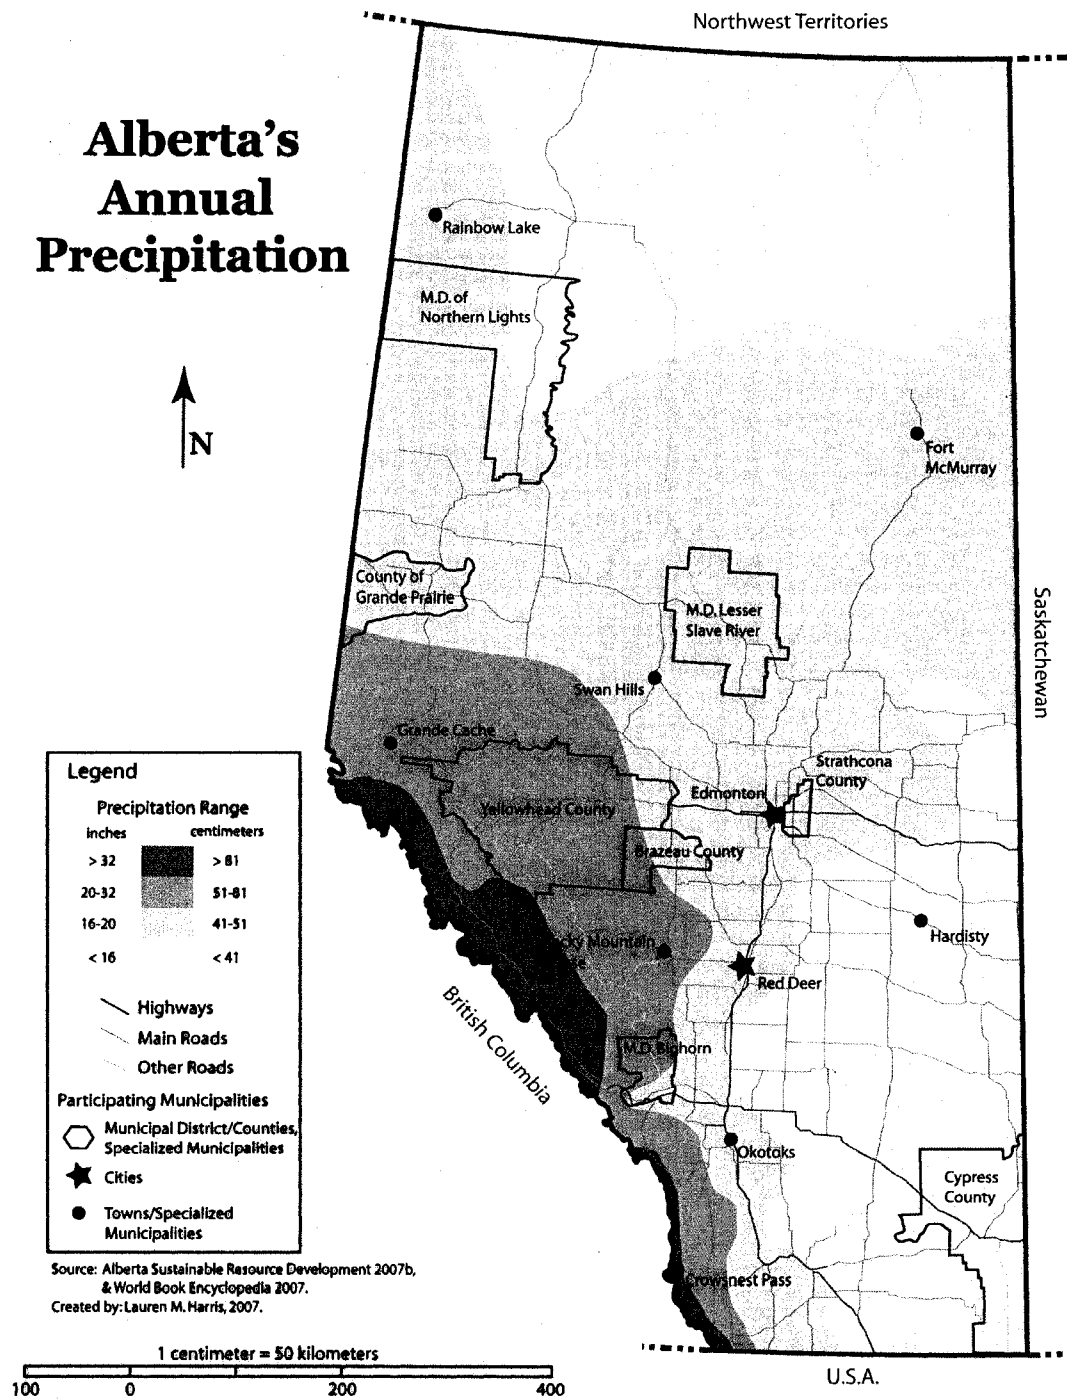 Northwest Territories
Alberta's
Annual
Precipitation
Rainbow Lake
M.D. of
Northern Lights
N
Fort
McMurray
County of
Grande Prairie
M.D. Lesser
Slave River
Saskatchewan
Swan Hills
Grande Cache
Strathcona
County
Edmonton
Yellowhead County
Brazeau County
Hardisty
Mountain
Red Deer
British Columbia
M.D. Bighorn
Okotoks
Cypress
County
Crowsnest Pass
U.S.A.
Legend
Precipitation Range
inches centimeters
> 32 > 81
20-32 51-81
16-20 41-51
< 16 < 41
Highways
Main Roads
Other Roads
Participating Municipalities
Municipal District/Counties,
Specialized Municipalities
Cities
Towns/Specialized
Municipalities
Source: Alberta Sustainable Resource Development 2007b,
& World Book Encyclopedia 2007.
Created by: Lauren M. Harris, 2007.
1 centimeter = 50 kilometers
100 0 200 400